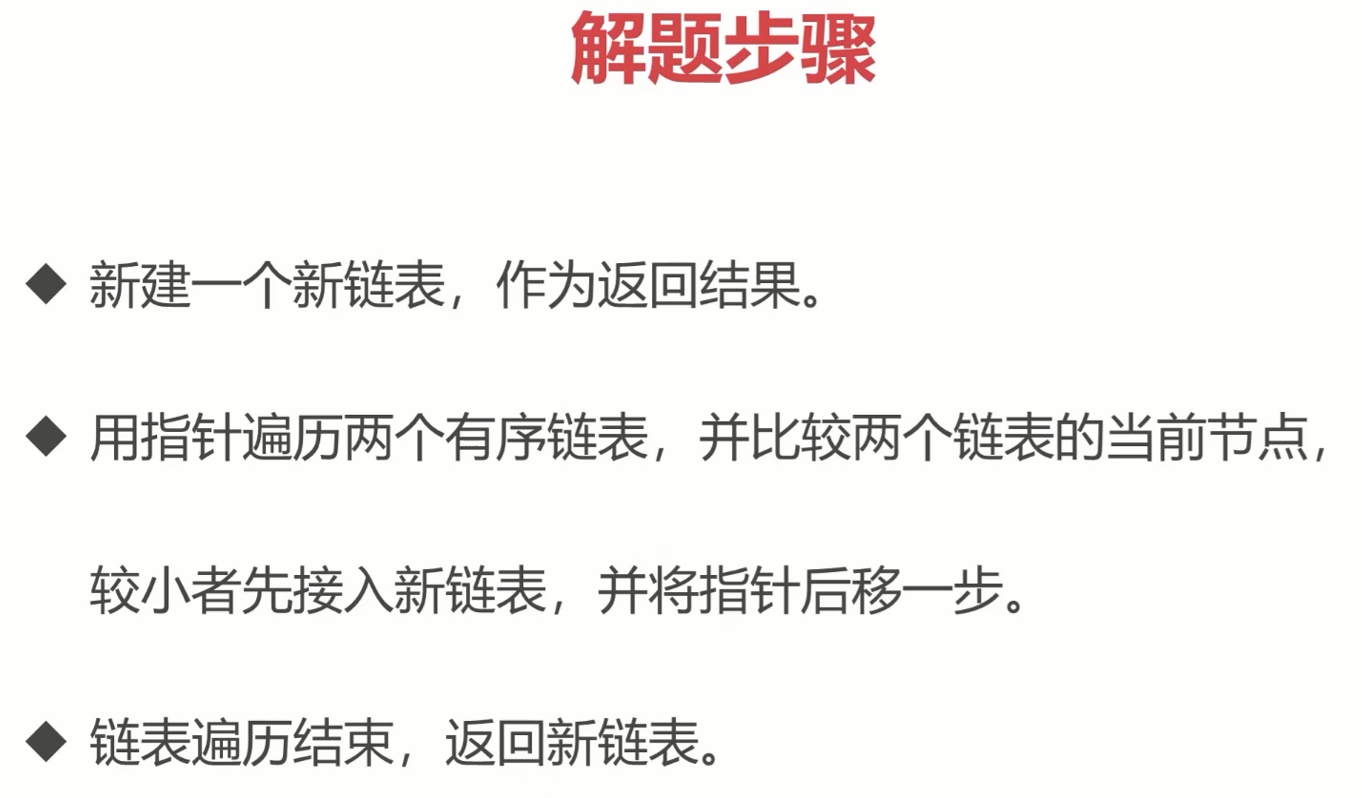 解题步骤
◆ 新建一个新链表，作为返回结果。
◆ 用指针遍历两个有序链表，并比较两个链表的当前节点，
较小者先接入新链表，并将指针后移一步。
◆ 链表遍历结束，返回新链表。